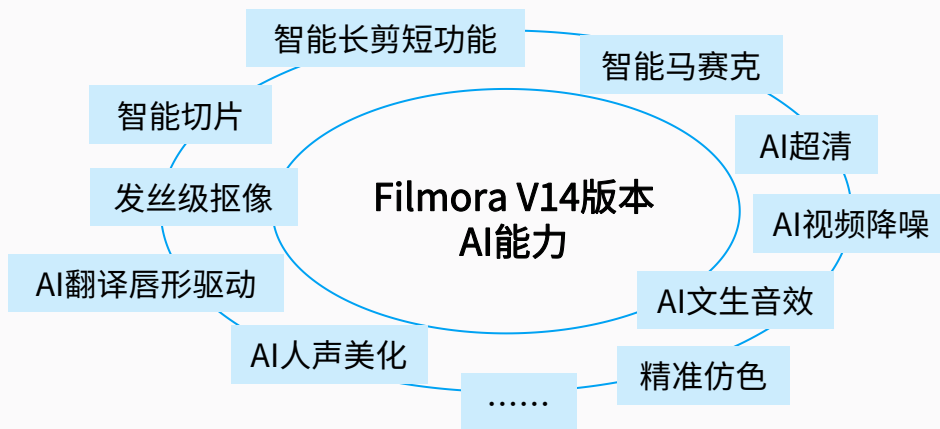 智能长剪短功能
智能马赛克
智能切片
AI超清
发丝级抠像
Filmora V14版本
AI能力
AI视频降噪
AI翻译唇形驱动
AI文生音效
AI人声美化
精准仿色
……